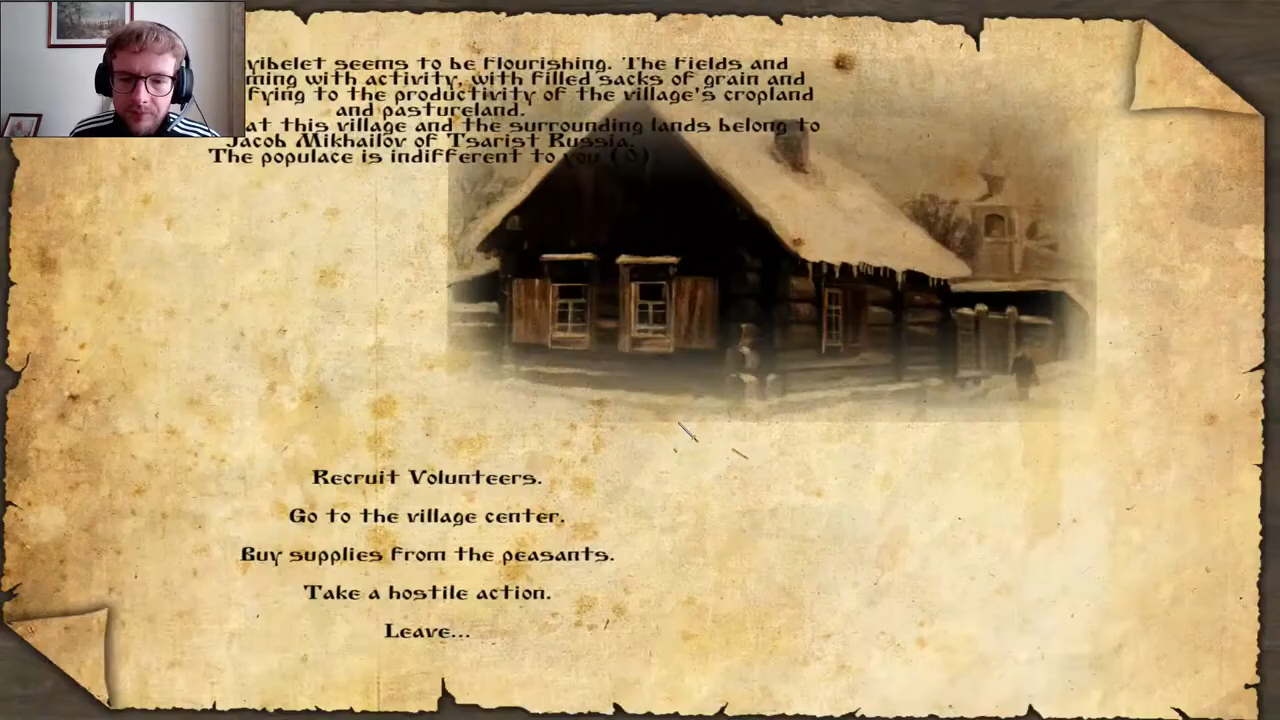 vibelet seems to be flourishing. The fields and
ming with activity, with filled sacks of grain and
fying to the productivity of the village's cropland
and pastureland.
at this village and the surrounding lands belong to
Jacob Mikhailov of Tsarist Russia.
The populace is indifferent to you (0)
Recruit Volunteers.
Go to the village center.
Buy supplies from the peasants.
Take a hostile action.
Leave...